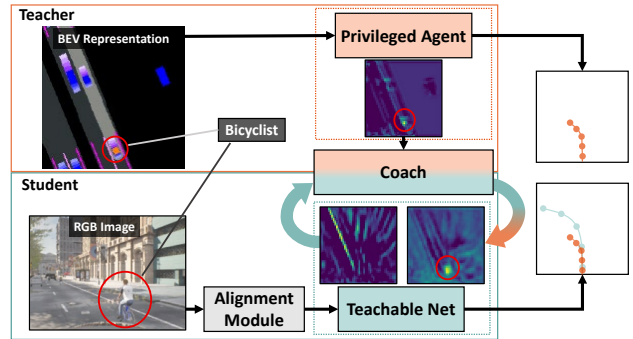 Teacher
BEV Representation
Privileged Agent
Bicyclist
Coach
Student
RGB Image
Alignment
Module
Teachable Net